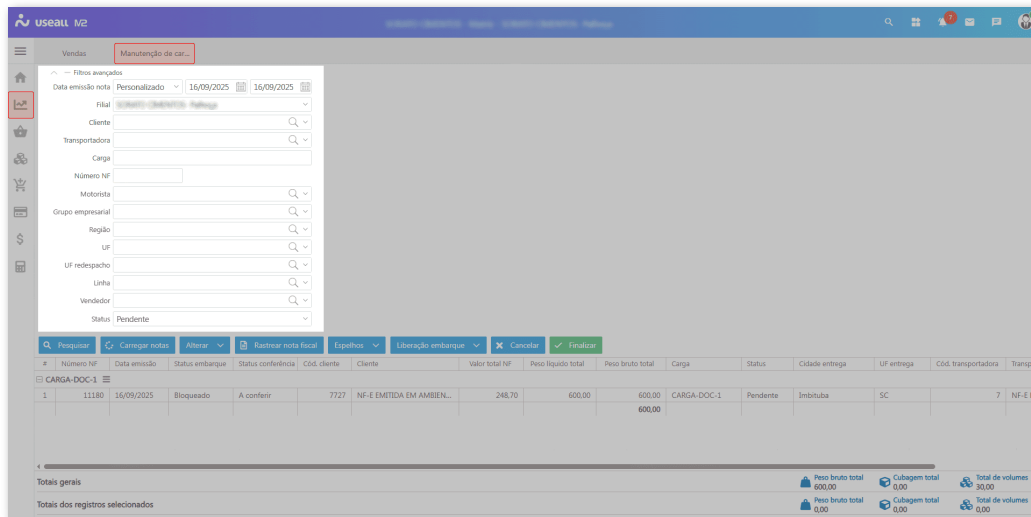 useall M2
7
Vendas Manutenção de car...
Filtros avançados
Data emissão nota Personalizado 16/09/2025 16/09/2025
Filial
Cliente
Transportadora
Carga
Número NF
Motorista
Grupo empresarial
Região
UF
UF redespacho
Linha
Vendedor
Status Pendente
Pesquisar Carregar notas Alterar Rastrear nota fiscal Espelhos Liberação embarque Cancelar Finalizar
# Número NF Data emissão Status embarque Status conferência Cód. cliente Cliente Valor total NF Peso líquido total Peso bruto total Carga Status Cidade entrega UF entrega Cód. transportadora Transp
CARGA-DOC-1
1 11180 16/09/2025 Bloqueado A conferir 7727 NF-E EMITIDA EM AMBIEN... 248,70 600,00 600,00 CARGA-DOC-1 Pendente Imbituba SC 7 NF-E
600,00
Totais gerais Peso bruto total 600,00 Cubagem total 0,00 Total de volumes 30,00
Totais dos registros selecionados Peso bruto total 0,00 Cubagem total 0,00 Total de volumes 0,00